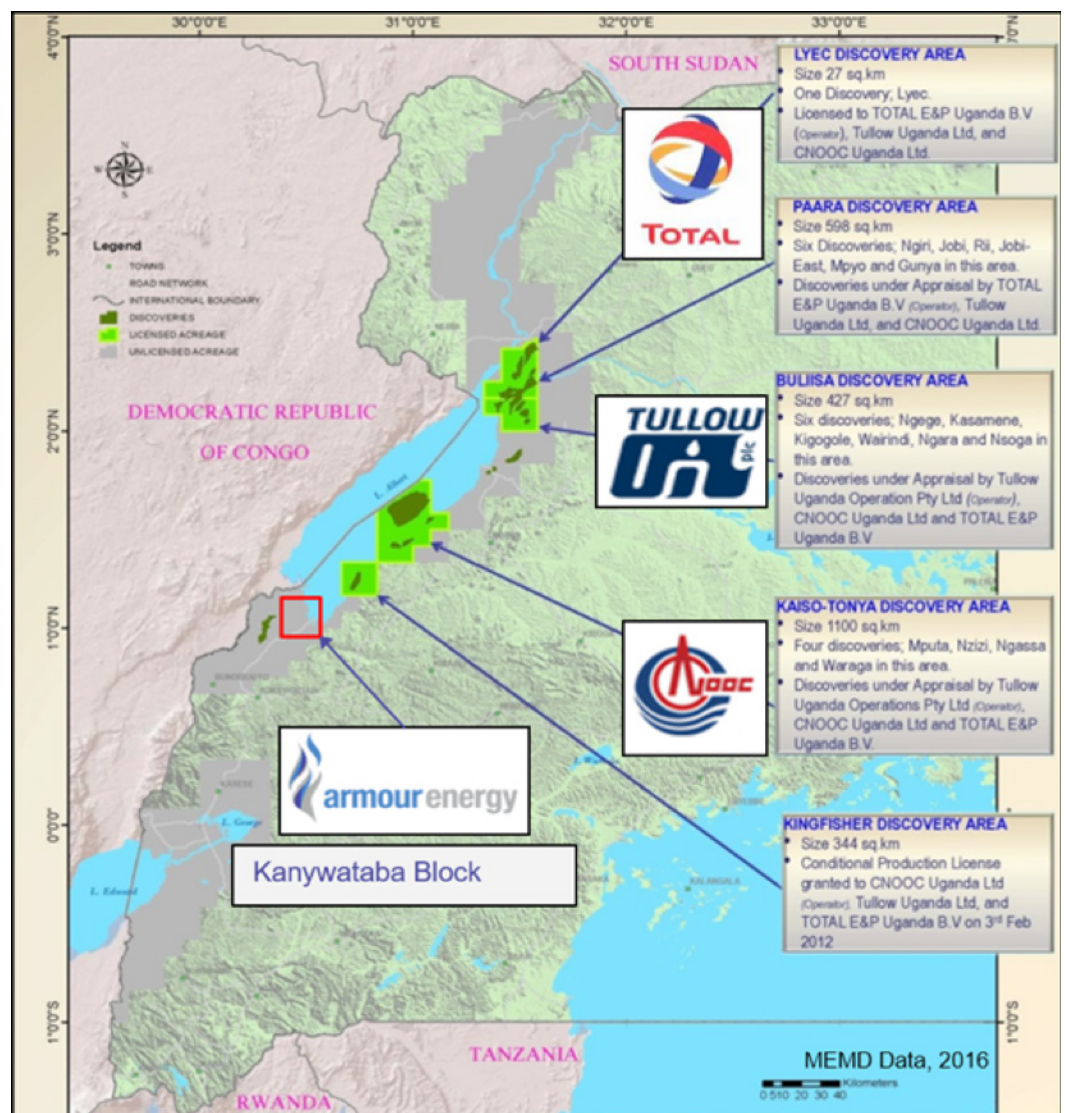 30°0'0"E
31°0'0"E
32°0'0"E
33°0'0"E
4°0'0"N
3°0'0"N
2°0'0"N
1°0'0"N
0°0'0"
1°0'0"S
SOUTH SUDAN
N
W
E
S
Legend
TOWNS
ROAD NETWORK
INTERNATIONAL BOUNDARY
DISCOVERIES
LICENSED ACREAGE
UNLICENSED ACREAGE
DEMOCRATIC REPUBLIC
OF CONGO
L. Albert
L. George
L. Edward
TOTAL
TULLOW
OIL
plc
CNOOC
armour energy
Kanywataba Block
KALANGALA
TANZANIA
RWANDA
LYEC DISCOVERY AREA
• Size 27 sq.km
• One Discovery; Lyec.
• Licensed to TOTAL E&P Uganda B.V
(Operator), Tullow Uganda Ltd, and
CNOOC Uganda Ltd.
PAARA DISCOVERY AREA
• Size 598 sq.km
• Six Discoveries; Ngiri, Jobi, Rii, Jobi-
East, Mpyo and Gunya in this area.
• Discoveries under Appraisal by TOTAL
E&P Uganda B.V (Operator), Tullow
Uganda Ltd, and CNOOC Uganda Ltd.
BULIISA DISCOVERY AREA
• Size 427 sq.km
• Six discoveries; Ngege, Kasamene,
Kigogole, Wairindi, Ngara and Nsoga in
this area.
• Discoveries under Appraisal by Tullow
Uganda Operation Pty Ltd (Operator),
CNOOC Uganda Ltd and TOTAL E&P
Uganda B.V
KAISO-TONYA DISCOVERY AREA
• Size 1100 sq.km
• Four discoveries; Mputa, Nzizi, Ngassa
and Waraga in this area.
• Discoveries under Appraisal by Tullow
Uganda Operations Pty Ltd (Operator),
CNOOC Uganda Ltd and TOTAL E&P
Uganda B.V.
KINGFISHER DISCOVERY AREA
• Size 344 sq.km
• Conditional Production License
granted to CNOOC Uganda Ltd
(Operator). Tullow Uganda Ltd, and
TOTAL E&P Uganda B.V on 3rd Feb
2012
MEMD Data, 2016
Kilometers
0 5 10 20 30 40